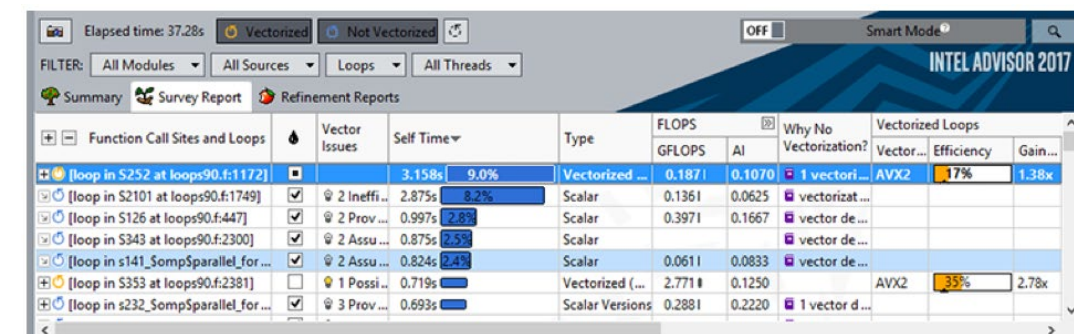 Elapsed time: 37.28s Vectorized Not Vectorized OFF Smart Mode?
FILTER: All Modules All Sources Loops All Threads INTEL ADVISOR 2017
Summary Survey Report Refinement Reports
Function Call Sites and Loops Vector Issues Self Time Type FLOPS Why No Vectorization? Vectorized Loops
GFLOPS AI Vector... Efficiency Gain...
[loop in S252 at loops90.f:1172] 3.158s 9.0% Vectorized ... 0.187 0.1070 1 vectori... AVX2 17% 1.38x
[loop in S2101 at loops90.f:1749] 2 Ineffi... 2.875s 8.2% Scalar 0.136 0.0625 vectorizat...
[loop in S126 at loops90.f:447] 2 Prov ... 0.997s 2.8% Scalar 0.397 0.1667 vector de...
[loop in S343 at loops90.f:2300] 2 Assu ... 0.875s 2.5% Scalar vector de...
[loop in s141_$omp$parallel_for... 2 Assu ... 0.824s 2.4% Scalar 0.061 0.0833 vector de...
[loop in S353 at loops90.f:2381] 1 Possi... 0.719s Vectorized (... 2.771 0.1250 AVX2 35% 2.78x
[loop in s232_$omp$parallel_for... 3 Prov ... 0.693s Scalar Versions 0.288 0.2220 1 vector d...